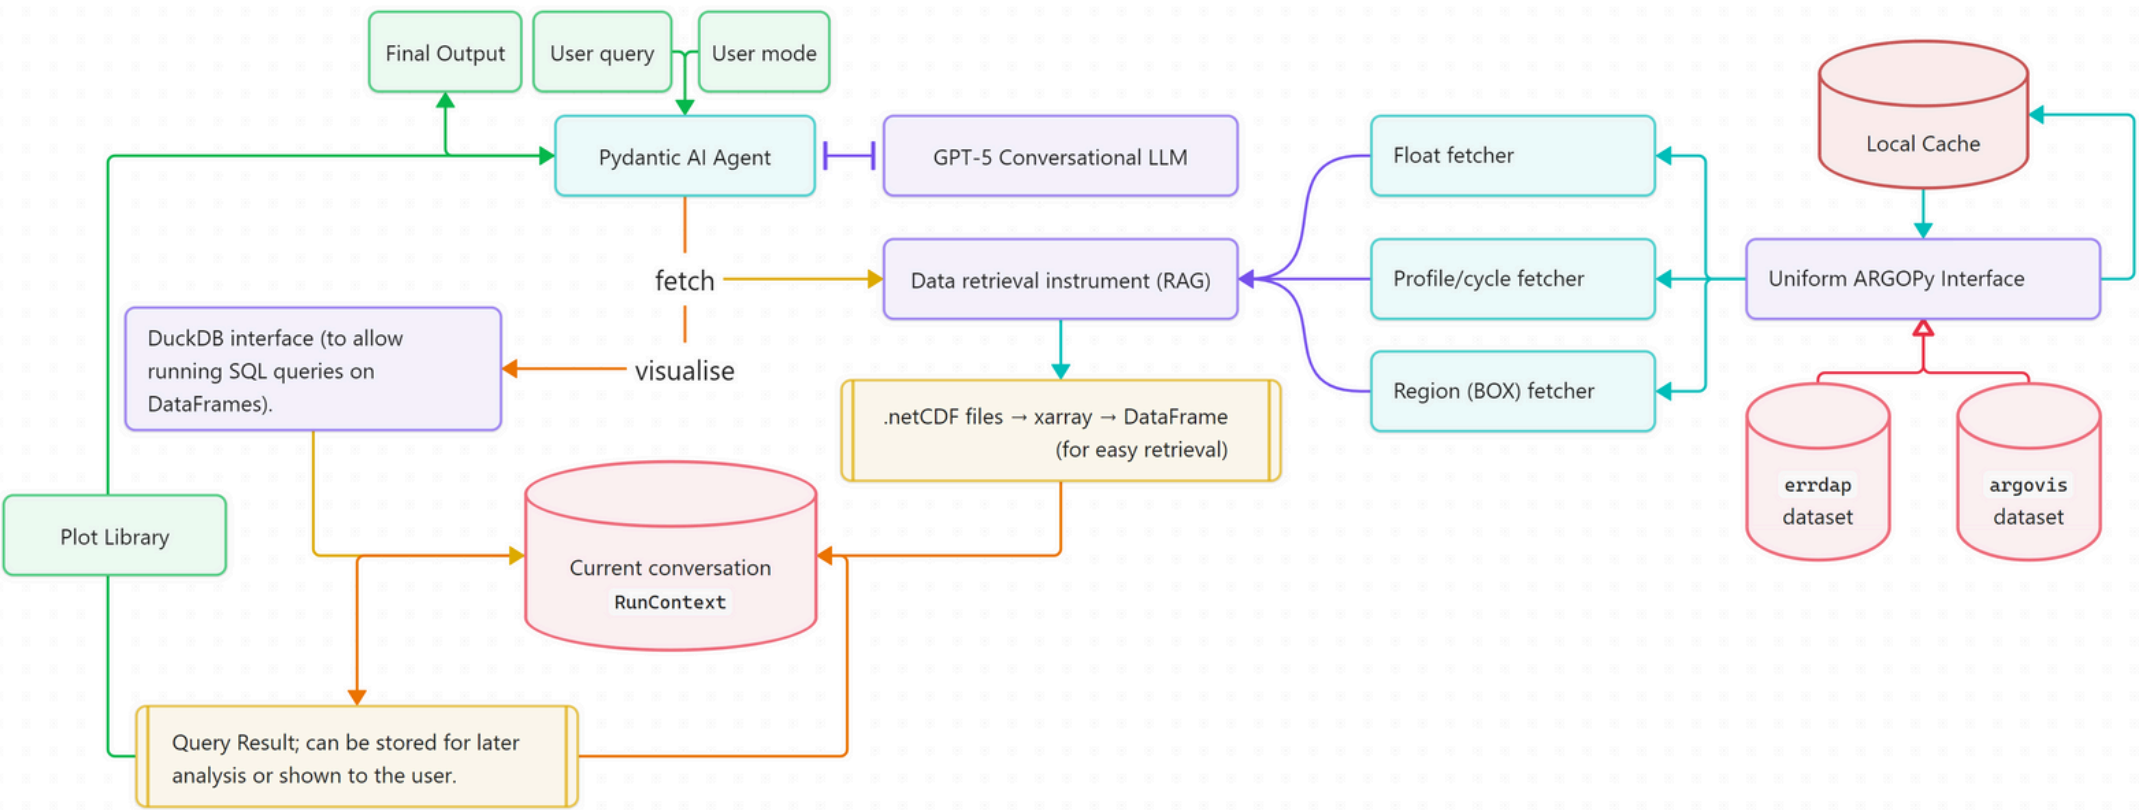 Final Output
User query
User mode
Pydantic AI Agent
GPT-5 Conversational LLM
Float fetcher
Local Cache
fetch
Data retrieval instrument (RAG)
Profile/cycle fetcher
Uniform ARGOPy Interface
DuckDB interface (to allow
running SQL queries on
DataFrames).
visualise
.netCDF files → xarray → DataFrame
(for easy retrieval)
Region (BOX) fetcher
errdap
dataset
argovis
dataset
Plot Library
Current conversation
RunContext
Query Result; can be stored for later
analysis or shown to the user.